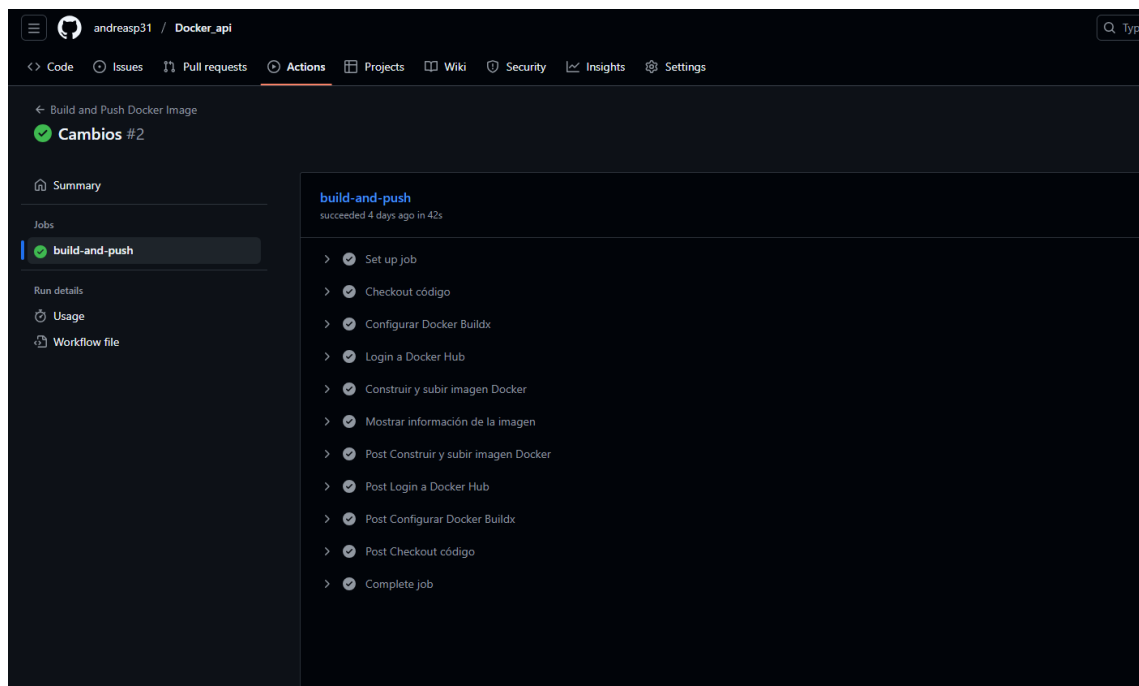 andreasp31 / Docker_api
Typ
Code Issues Pull requests Actions Projects Wiki Security Insights Settings
← Build and Push Docker Image
Cambios #2
Summary
Jobs
build-and-push
Run details
Usage
Workflow file
build-and-push
succeeded 4 days ago in 42s
Set up job
Checkout código
Configurar Docker Buildx
Login a Docker Hub
Construir y subir imagen Docker
Mostrar información de la imagen
Post Construir y subir imagen Docker
Post Login a Docker Hub
Post Configurar Docker Buildx
Post Checkout código
Complete job